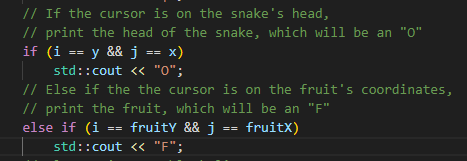 // If the cursor is on the snake's head,
// print the head of the snake, which will be an "O"
if (i == y && j == x)
std::cout << "O";
// Else if the the cursor is on the fruit's coordinates,
// print the fruit, which will be an "F"
else if (i == fruitY && j == fruitX)
std::cout << "F";